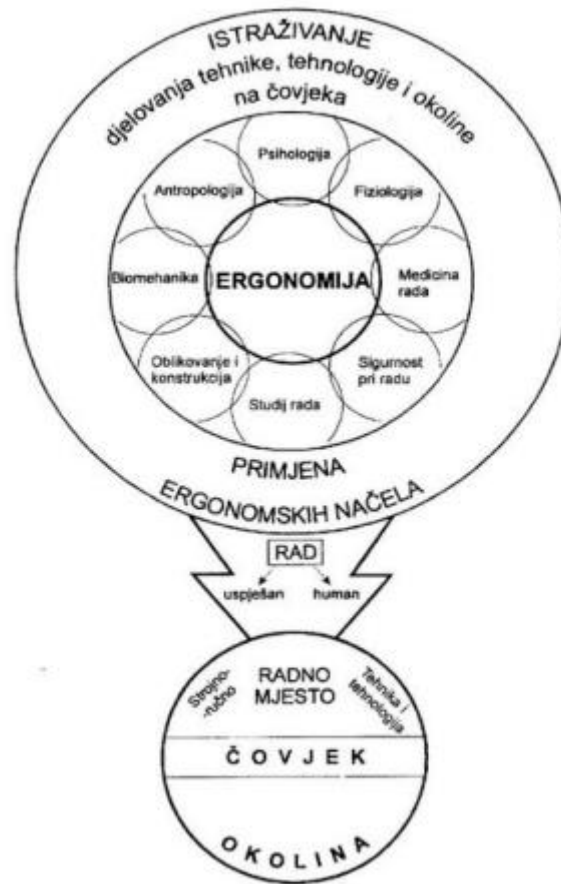 ISTRAŽIVANJE
djelovanja tehnike, tehnologije i okoline
na čovjeka
Psihologija
Antropologija
Fiziologija
Biomehanika
ERGONOMIJA
Medicina
rada
Oblikovanje i
konstrukcija
Sigurnost
pri radu
Studij rada
PRIMJENA
ERGONOMSKIH NAČELA
RAD
uspješan
human
Strojno-
-ručno
RADNO
MJESTO
Tehnika i
tehnologija
ČOVJEK
OKOLINA